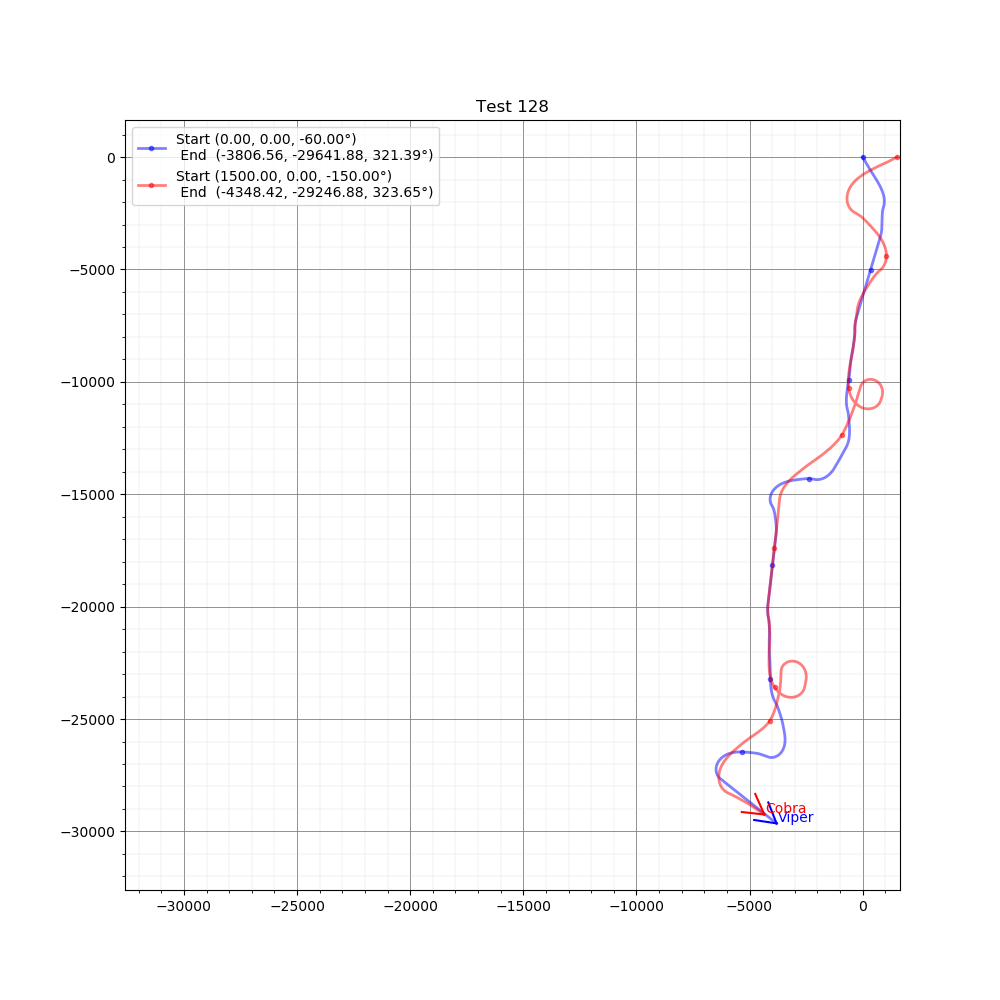 Test 128
Start (0.00, 0.00, -60.00°)
End (-3806.56, -29641.88, 321.39°)
Start (1500.00, 0.00, -150.00°)
End (-4348.42, -29246.88, 323.65°)
0
−5000
−10000
−15000
−20000
−25000
−30000
Cobra
Viper
−30000 −25000 −20000 −15000 −10000 −5000 0